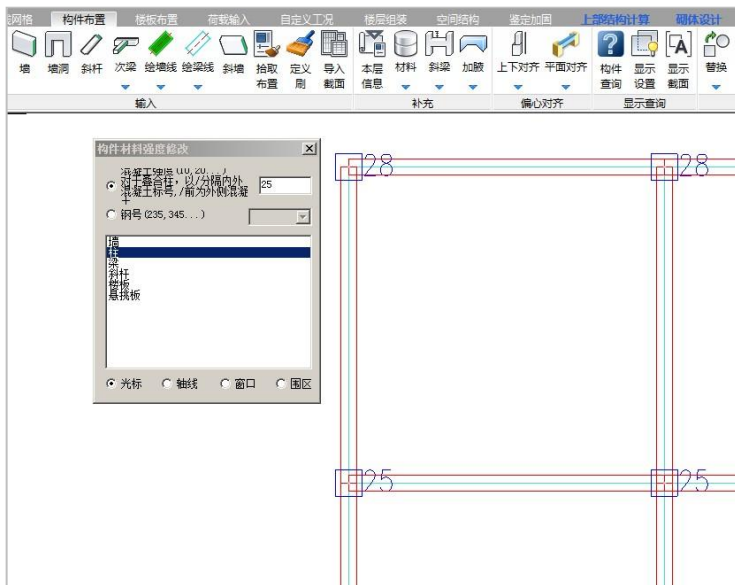 网格 构件布置 楼板布置 荷载输入 自定义工况 楼层组装 空间结构 鉴定加固 上部结构计算 砌体设计
墙 墙洞 斜杆 次梁 绘墙线 绘梁线 斜墙 拾取布置 定义刷 导入截面 本层信息 材料 斜梁 加腋 上下对齐 平面对齐 构件查询 显示设置 显示截面 替换
输入 补充 偏心对齐 显示查询
构件材料强度修改
对于叠合柱，以/分隔内外
混凝土标号,/前为外侧混凝
土
25
钢号(235,345...)
墙
柱
梁
斜杆
楼板
悬挑板
光标 轴线 窗口 围区
28 28
25 25